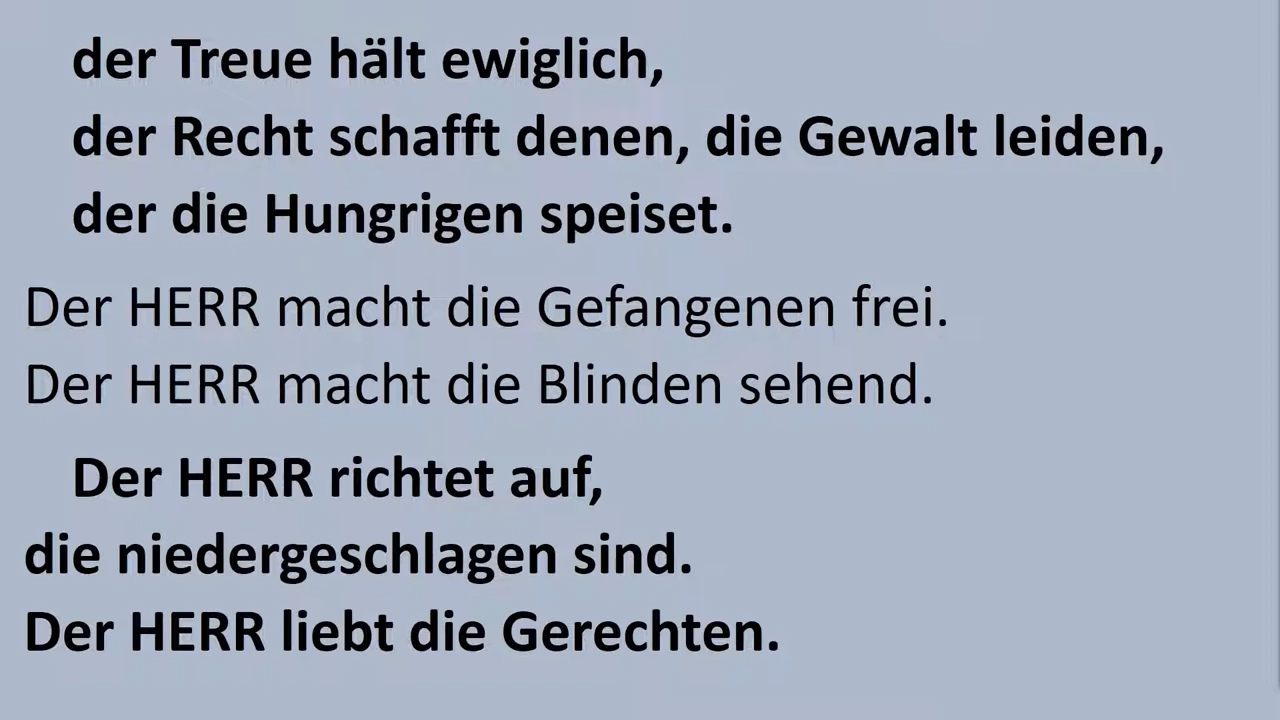 der Treue hält ewiglich,
der Recht schafft denen, die Gewalt leiden,
der die Hungrigen speiset.
Der HERR macht die Gefangenen frei.
Der HERR macht die Blinden sehend.
Der HERR richtet auf,
die niedergeschlagen sind.
Der HERR liebt die Gerechten.